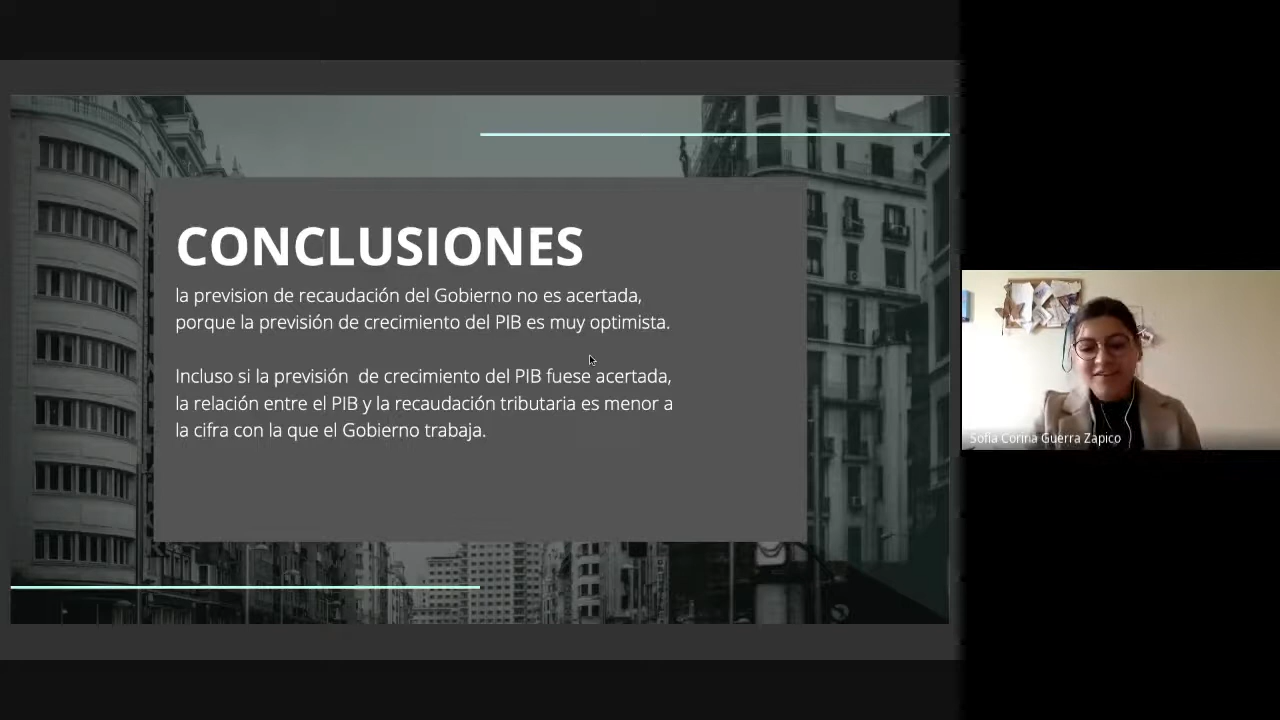 CONCLUSIONES
la prevision de recaudación del Gobierno no es acertada,
porque la previsión de crecimiento del PIB es muy optimista.
Incluso si la previsión  de crecimiento del PIB fuese acertada,
la relación entre el PIB y la recaudación tributaria es menor a
la cifra con la que el Gobierno trabaja.
Sofía Corina Guerra Zapico